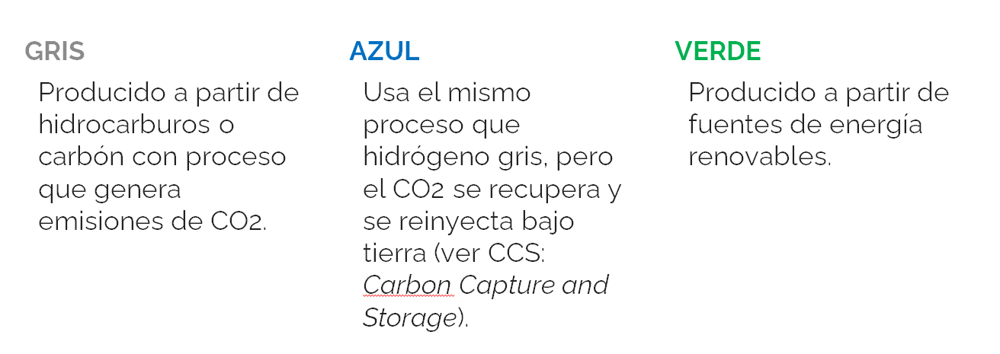 GRIS
Producido a partir de
hidrocarburos o
carbón con proceso
que genera
emisiones de CO2.
AZUL
Usa el mismo
proceso que
hidrógeno gris, pero
el CO2 se recupera y
se reinyecta bajo
tierra (ver CCS:
Carbon Capture and
Storage).
VERDE
Producido a partir de
fuentes de energía
renovables.